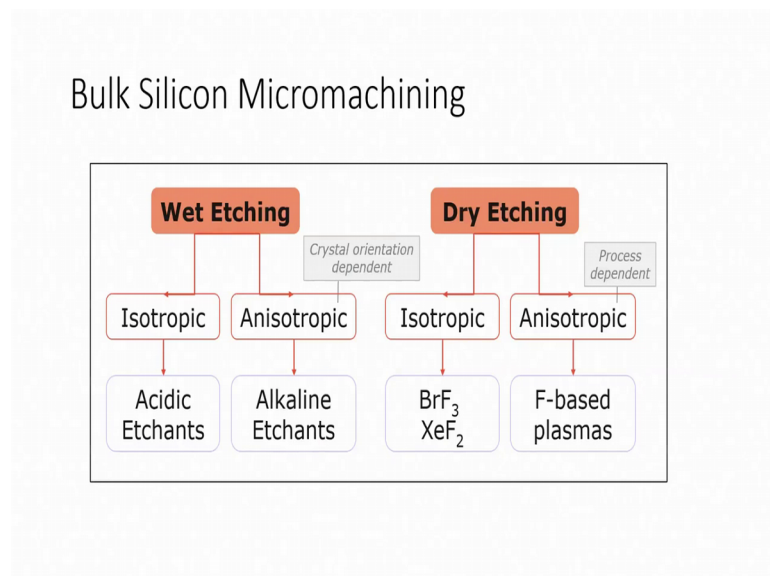 Bulk Silicon Micromachining
Wet Etching
Dry Etching
Crystal orientation
dependent
Process
dependent
Isotropic
Anisotropic
Isotropic
Anisotropic
Acidic
Etchants
Alkaline
Etchants
BrF₃
XeF₂
F-based
plasmas